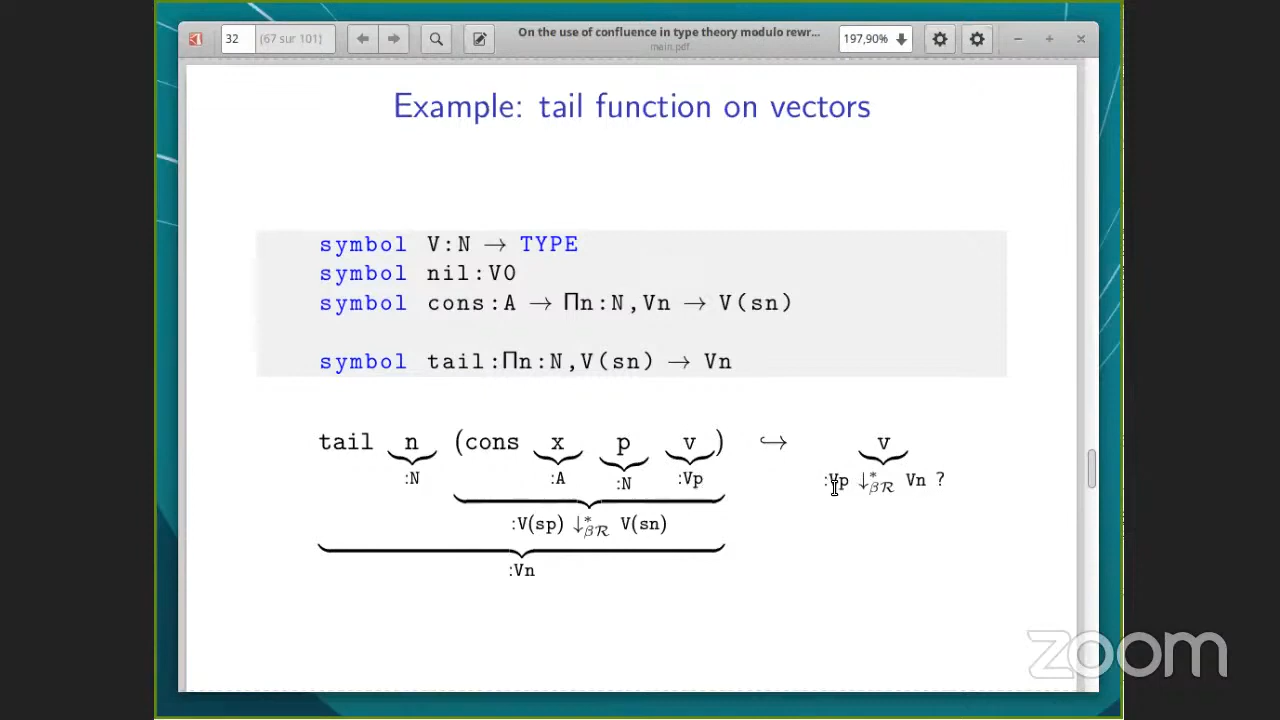 32 (67 sur 101) On the use of confluence in type theory modulo rewr... 197,90%
main.pdf
Example: tail function on vectors
symbol V:N → TYPE
symbol nil:V0
symbol cons:A → Πn:N,Vn → V(sn)
symbol tail:Πn:N,V(sn) → Vn
tail n (cons x p v) ↪ v
:N :A :N :Vp :Vp ↓*βR Vn ?
:V(sp) ↓*βR V(sn)
:Vn
zoom